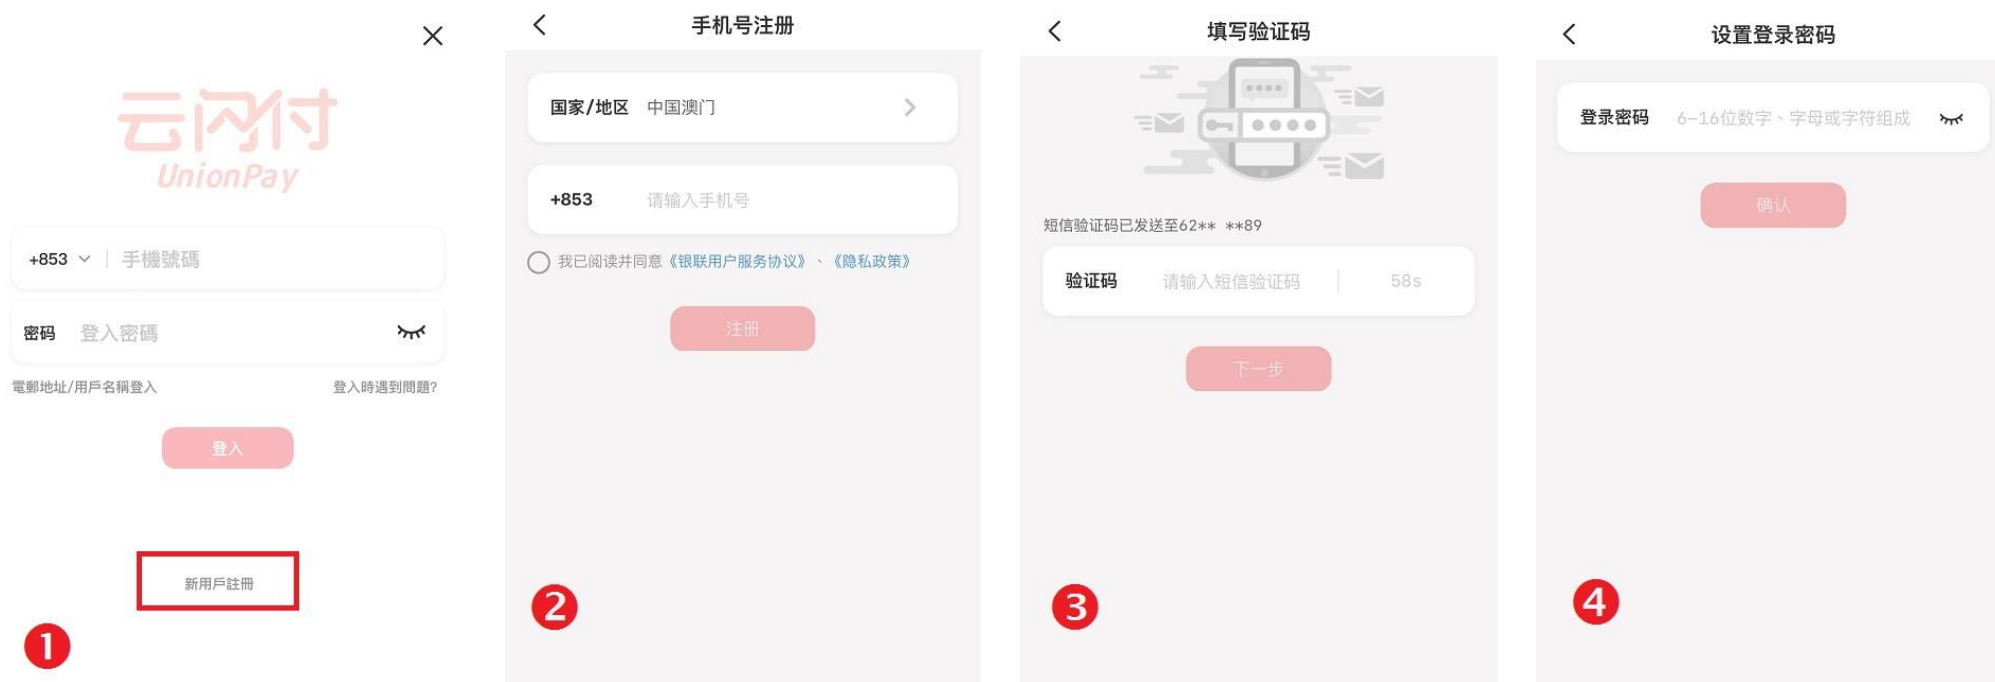 云闪付
UnionPay
+853 手機號碼
密码 登入密碼
電郵地址/用戶名稱登入 登入時遇到問題?
登入
新用戶註冊
1
手机号注册
国家/地区 中国澳门
+853 请输入手机号
我已阅读并同意《银联用户服务协议》、《隐私政策》
注册
2
填写验证码
短信验证码已发送至62** **89
验证码 请输入短信验证码 58s
下一步
3
设置登录密码
登录密码 6-16位数字、字母或字符组成
确认
4